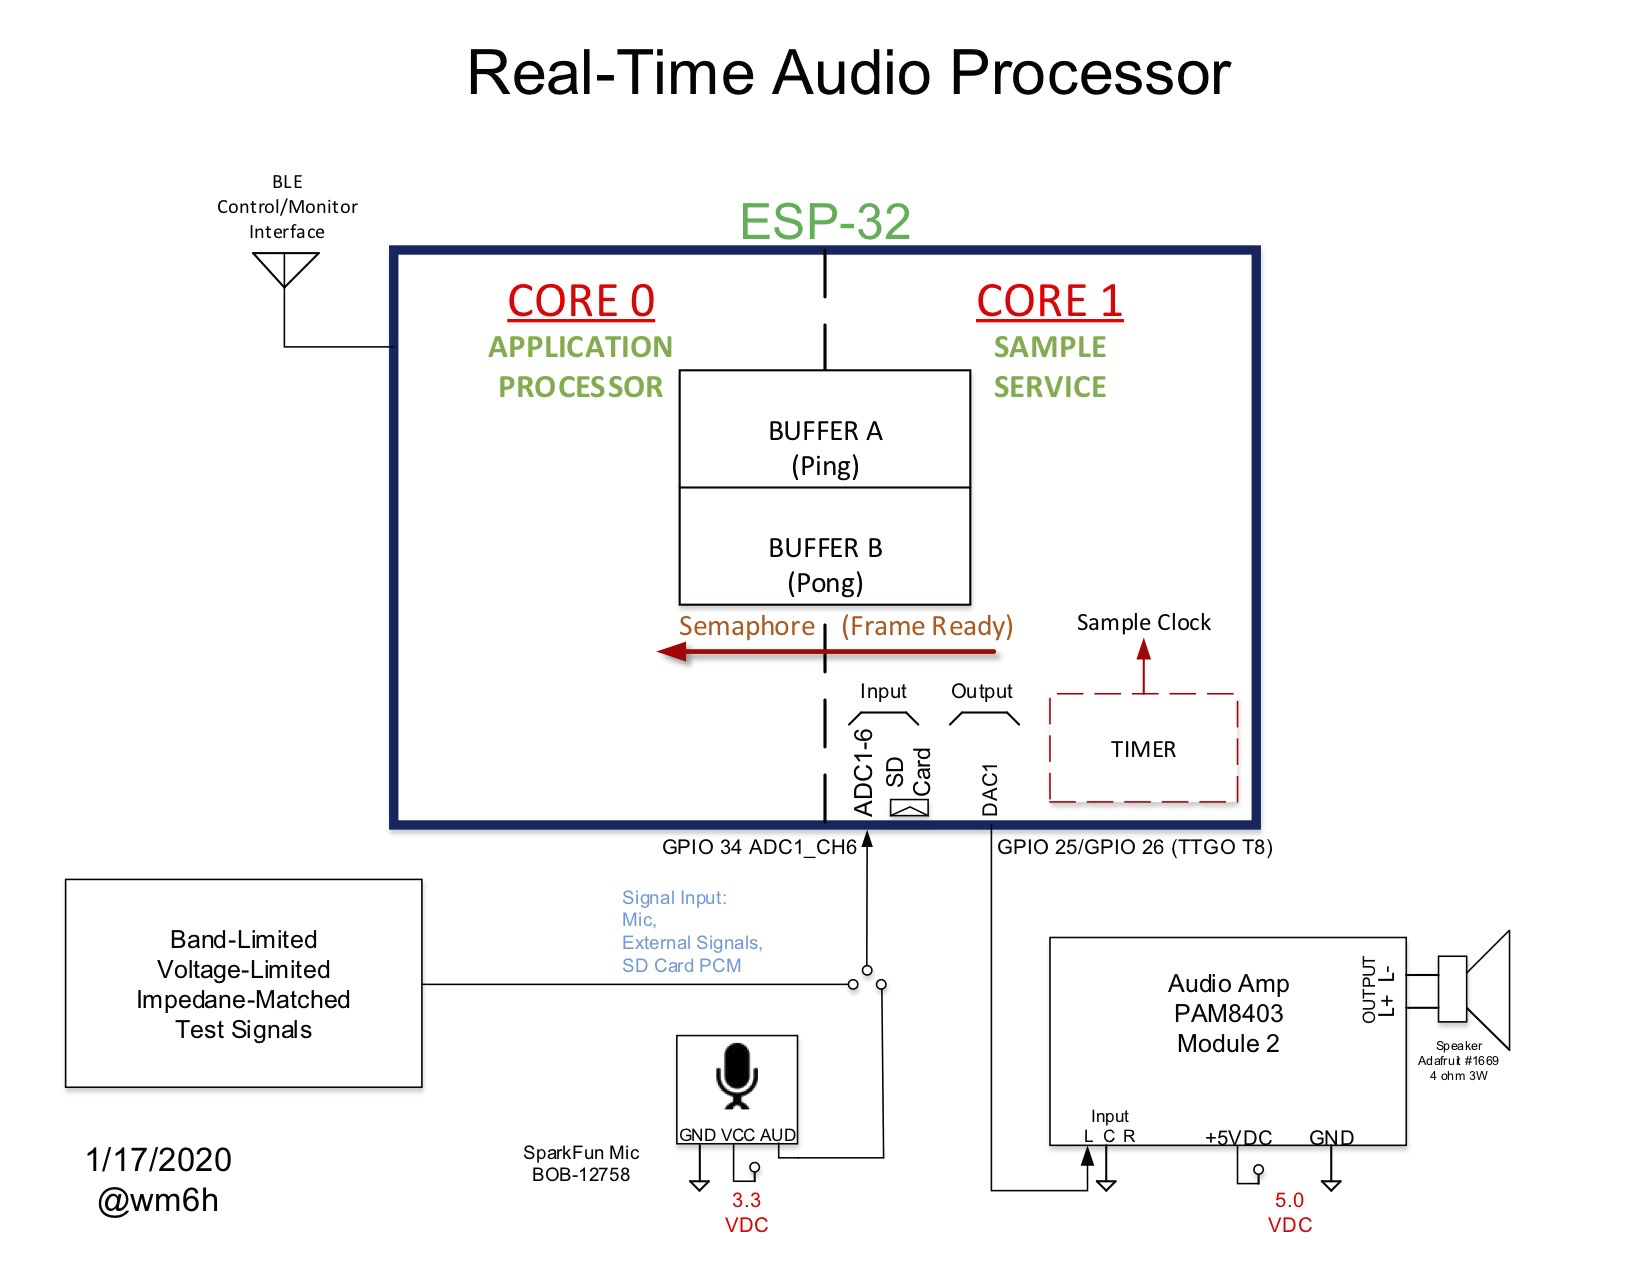 Real-Time Audio Processor
BLE
Control/Monitor
Interface
ESP-32
CORE 0
APPLICATION
PROCESSOR
CORE 1
SAMPLE
SERVICE
BUFFER A
(Ping)
BUFFER B
(Pong)
Semaphore (Frame Ready)
Sample Clock
Input
Output
ADC1-6
SD
Card
DAC1
TIMER
GPIO 34 ADC1_CH6
GPIO 25/GPIO 26 (TTGO T8)
Signal Input:
Mic,
External Signals,
SD Card PCM
Band-Limited
Voltage-Limited
Impedane-Matched
Test Signals
GND VCC AUD
SparkFun Mic
BOB-12758
3.3
VDC
Audio Amp
PAM8403
Module 2
OUTPUT
L+ L-
Input
L C R
+5VDC
GND
5.0
VDC
Speaker
Adafruit #1669
4 ohm 3W
1/17/2020
@wm6h